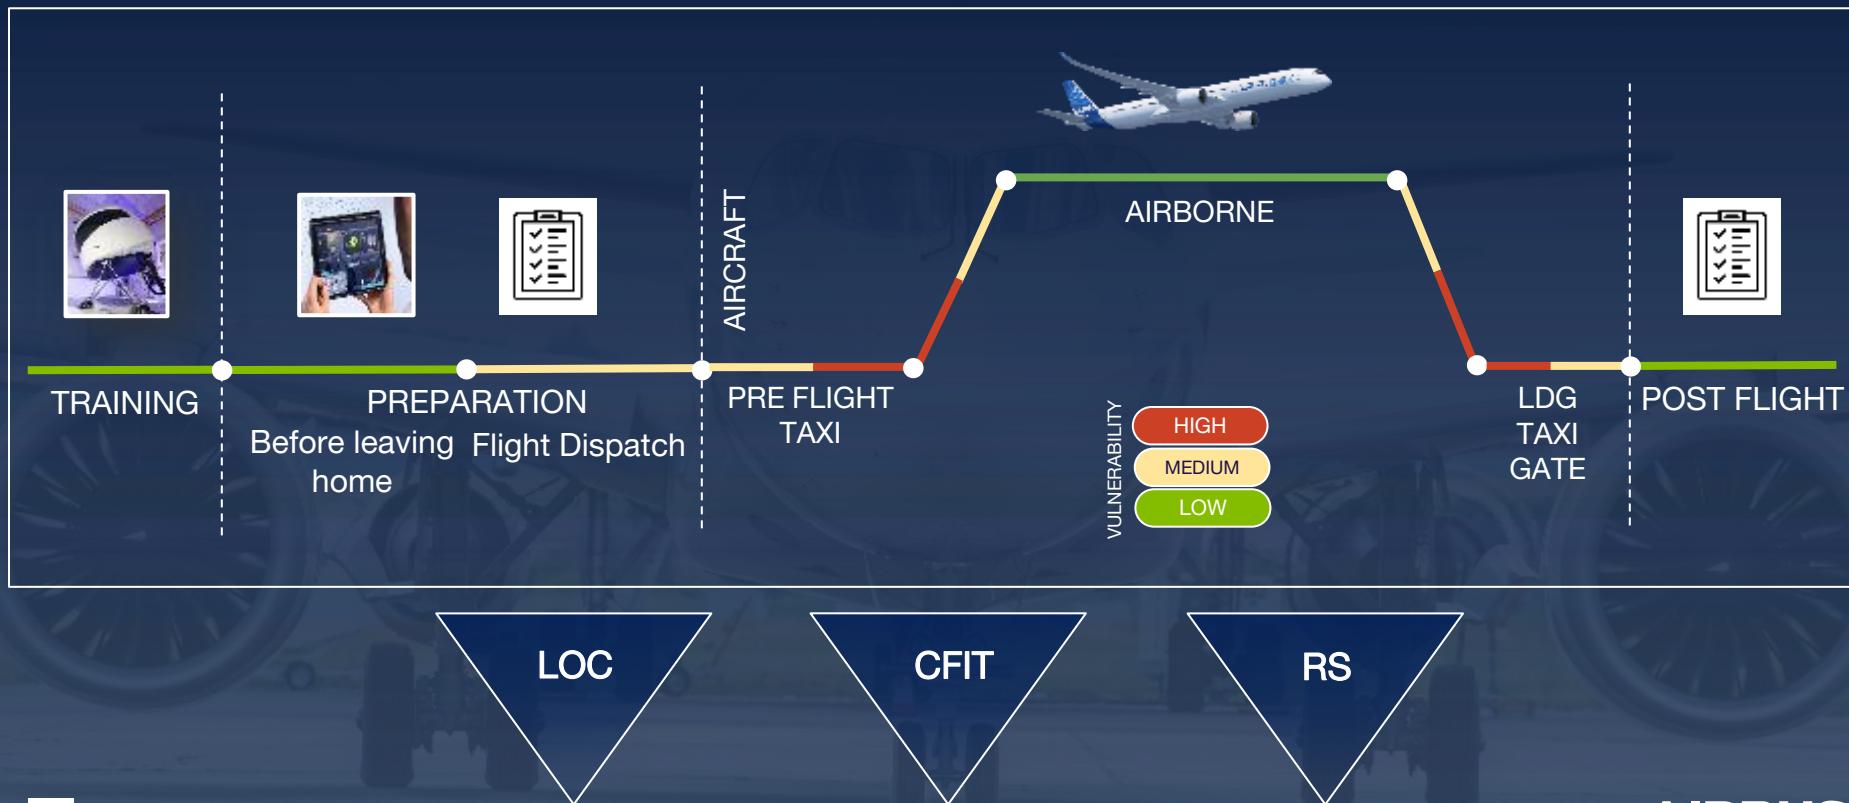 AIRCRAFT
AIRBORNE
TRAINING
PREPARATION
Before leaving
home
Flight Dispatch
PRE FLIGHT
TAXI
VULNERABILITY
HIGH
MEDIUM
LOW
LDG
TAXI
GATE
POST FLIGHT
LOC
CFIT
RS